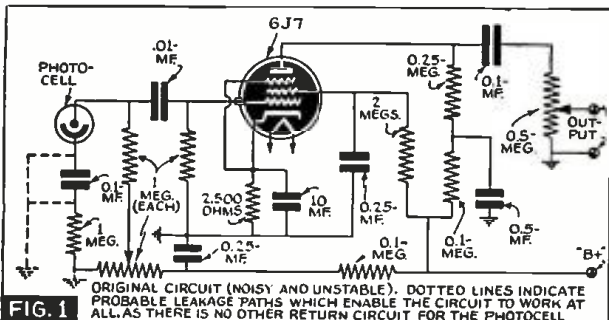 6J7
PHOTO-
CELL
.01-
MF.
0.25-
MEG.
0.1-
MF.
0.5-
MEG.
OUT-
PUT
2
MEGS.
0.1-
MF.
1
MEG.
1
MEG.
(EACH)
2,500
OHMS
10
MF.
0.25-
MF.
0.25-
MF.
0.1-
MEG.
0.1-
MEG.
0.5-
MF.
"B+"
FIG. 1
ORIGINAL CIRCUIT (NOISY AND UNSTABLE). DOTTED LINES INDICATE
PROBABLE LEAKAGE PATHS WHICH ENABLE THE CIRCUIT TO WORK AT
ALL, AS THERE IS NO OTHER RETURN CIRCUIT FOR THE PHOTOCELL